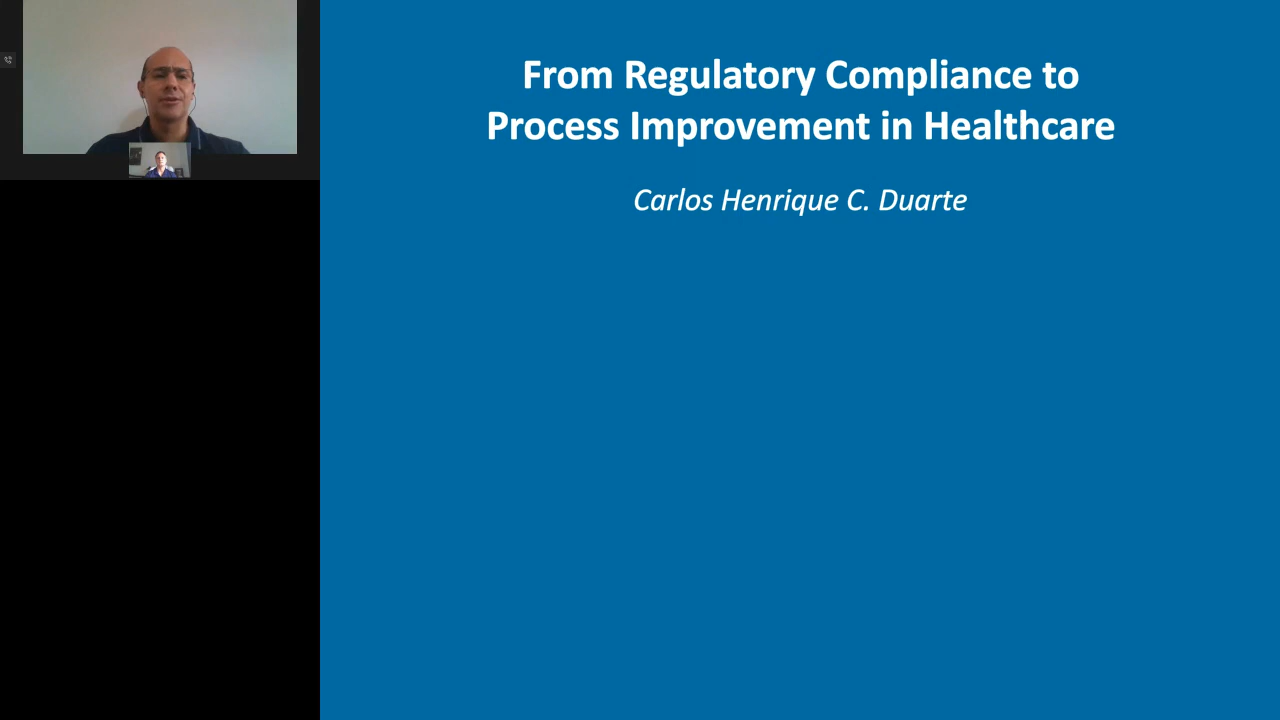 From Regulatory Compliance to
Process Improvement in Healthcare
Carlos Henrique C. Duarte